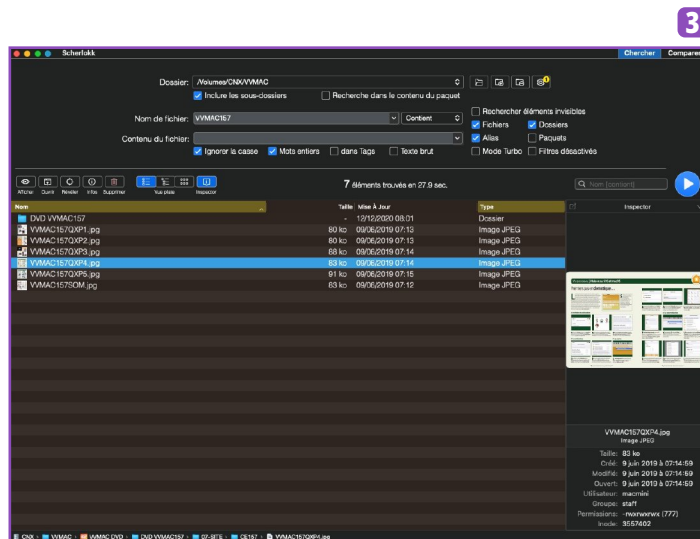 3
Scherlokk
Chercher Comparer
Dossier: /Volumes/CNX/VVMAC
Inclure les sous-dossiers Recherche dans le contenu du paquet
Nom de fichier: VVMAC157 Contient
Rechercher éléments invisibles
Fichiers Dossiers
Contenu du fichier:
Alias Paquets
Ignorer la casse Mots entiers dans Tags Texte brut Mode Turbo Filtres désactivés
Afficher Ouvrir Révéler Infos Supprimer Vue plate Inspector
7 éléments trouvés en 27.9 sec.
Nom [content]
Nom Taille Mise À Jour Type Inspector
DVD VVMAC157 - 12/12/2020 08:01 Dossier
VVMAC157QXP1.jpg 80 ko 09/06/2019 07:13 Image JPEG
VVMAC157QXP2.jpg 80 ko 09/06/2019 07:13 Image JPEG
VVMAC157QXP3.jpg 68 ko 09/06/2019 07:14 Image JPEG
VVMAC157QXP4.jpg 83 ko 09/06/2019 07:14 Image JPEG
VVMAC157QXP5.jpg 91 ko 09/06/2019 07:15 Image JPEG
VVMAC157SOM.jpg 63 ko 09/06/2019 07:12 Image JPEG
VVMAC157QXP4.jpg
Image JPEG
Taille: 83 ko
Créé: 9 juin 2019 à 07:14:59
Modifié: 9 juin 2019 à 07:14:59
Ouvert: 9 juin 2019 à 07:14:59
Utilisateur: macmini
Groupe: staff
Permissions: -rwxrwxrwx (777)
Inode: 3557402
CNX › VVMAC › VVMAC DVD › DVD VVMAC157 › 07-SITE › CE157 › VVMAC157QXP4.jpg